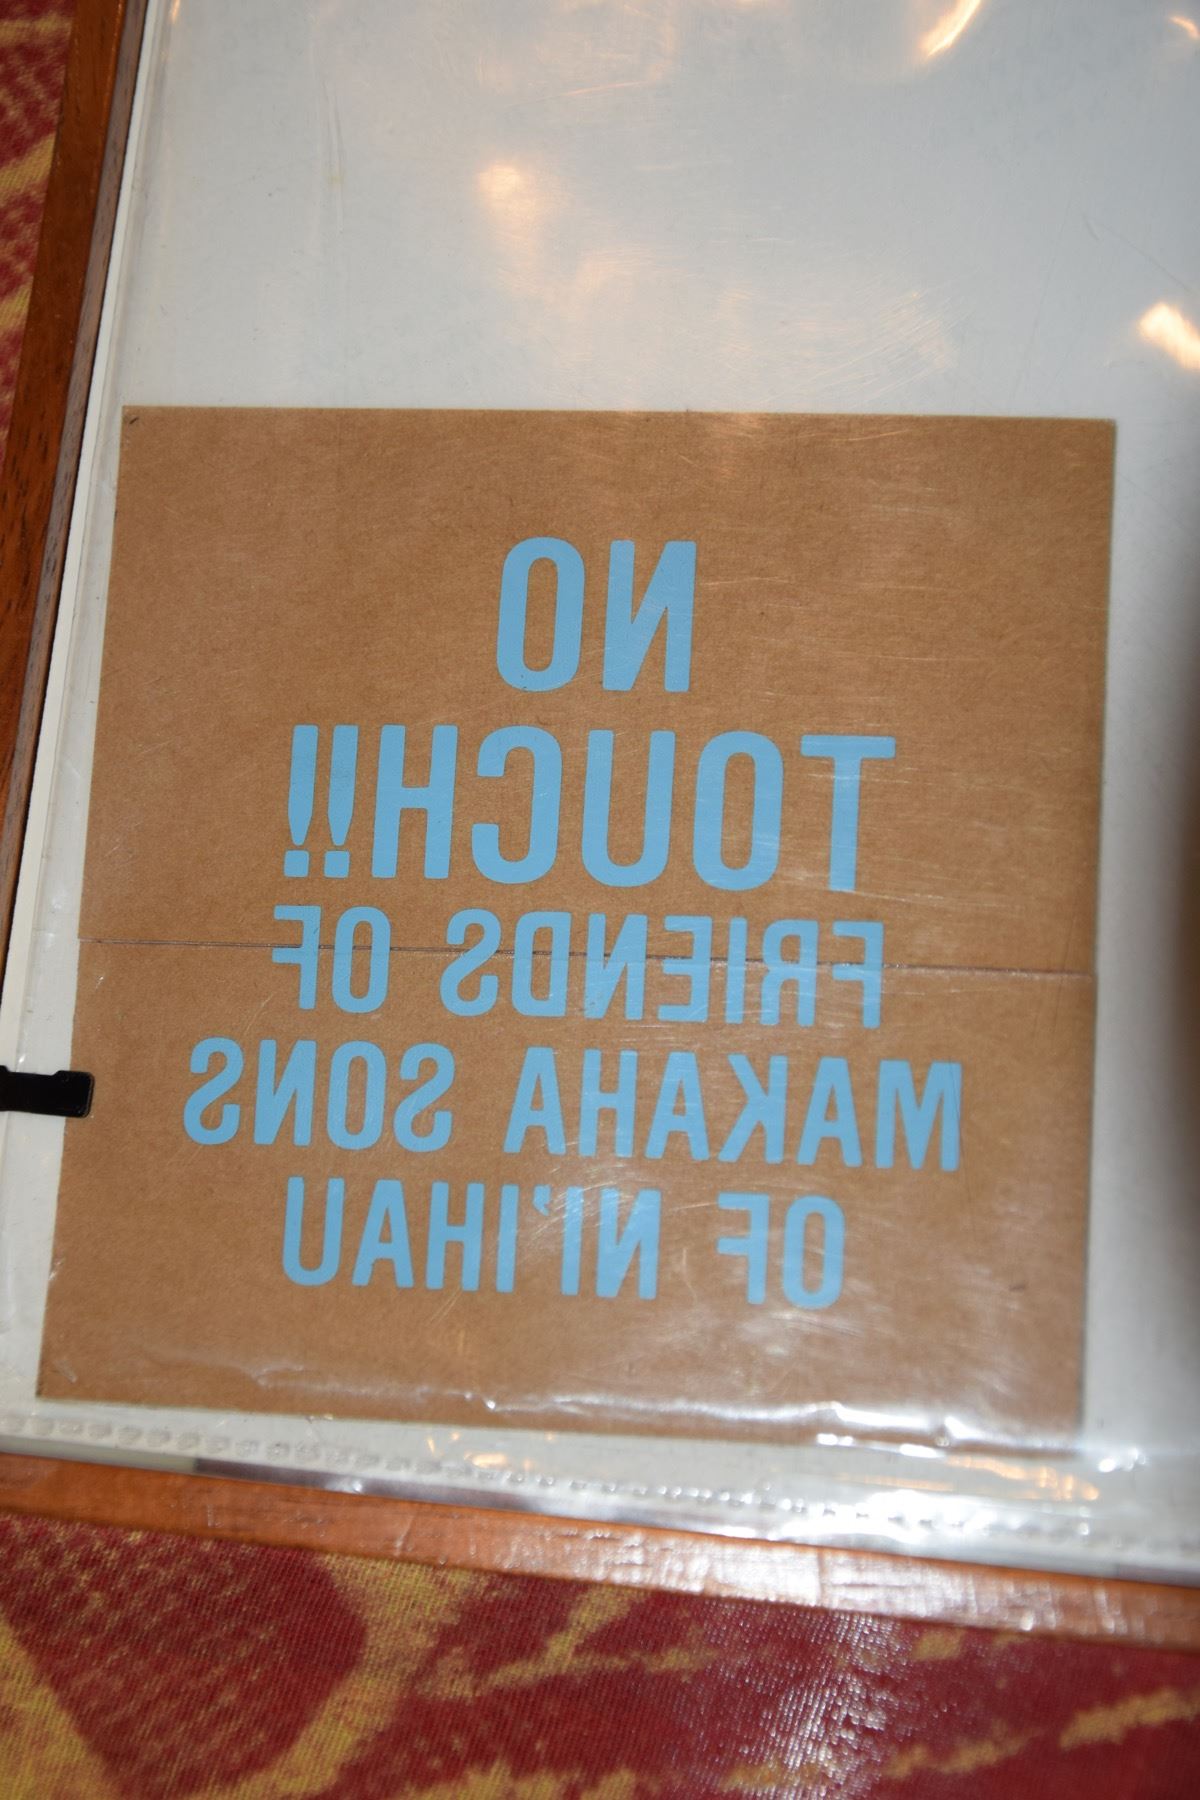 NO
TOUCH!!
FRIENDS OF
MAKAHA SONS
OF NI'IHAU